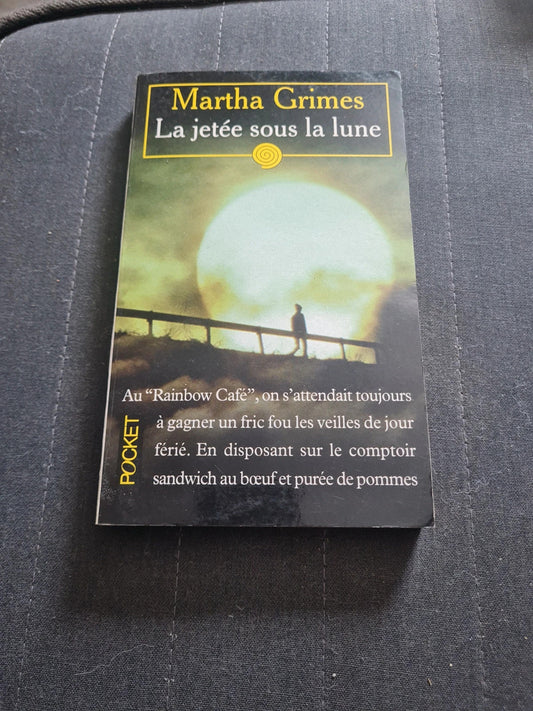 Martha Grimes
La jetée sous la lune
Au “Rainbow Café”, on s’attendait toujours
à gagner un fric fou les veilles de jour
férié. En disposant sur le comptoir
sandwich au bœuf et purée de pommes
POCKET